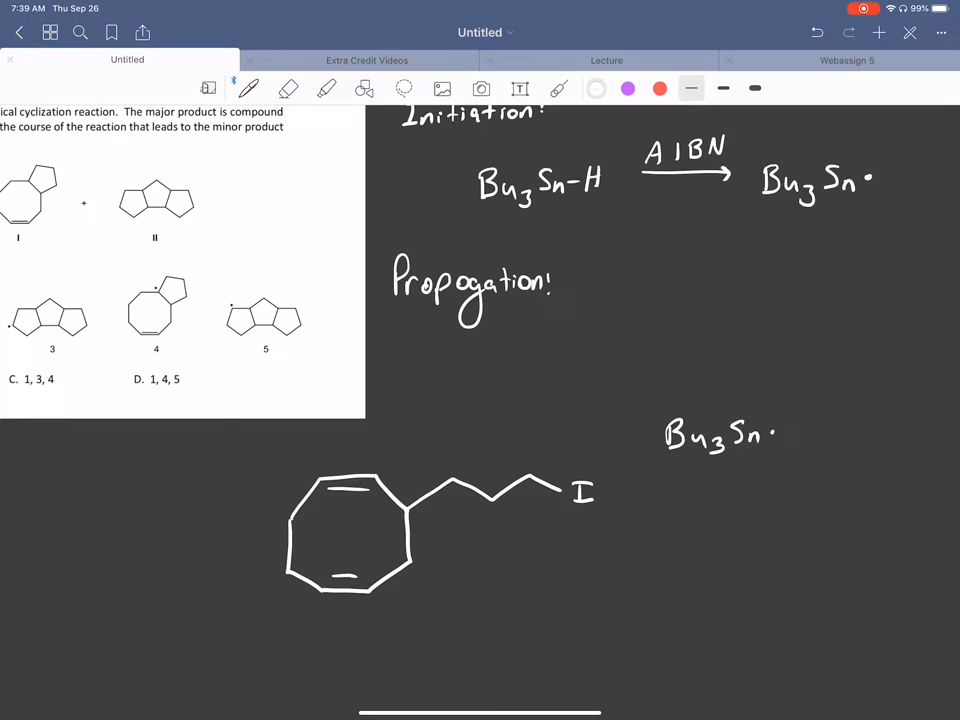 7:39 AM Thu Sep 26
99%
Untitled
Untitled
Extra Credit Videos
Lecture
Webassign 5
T
ical cyclization reaction. The major product is compound
the course of the reaction that leads to the minor product
+
I
II
3
4
5
C. 1, 3, 4
D. 1, 4, 5
Initiation:
Bu3Sn-H
AIBN
Bu3Sn•
Propogation:
Bu3Sn•
I